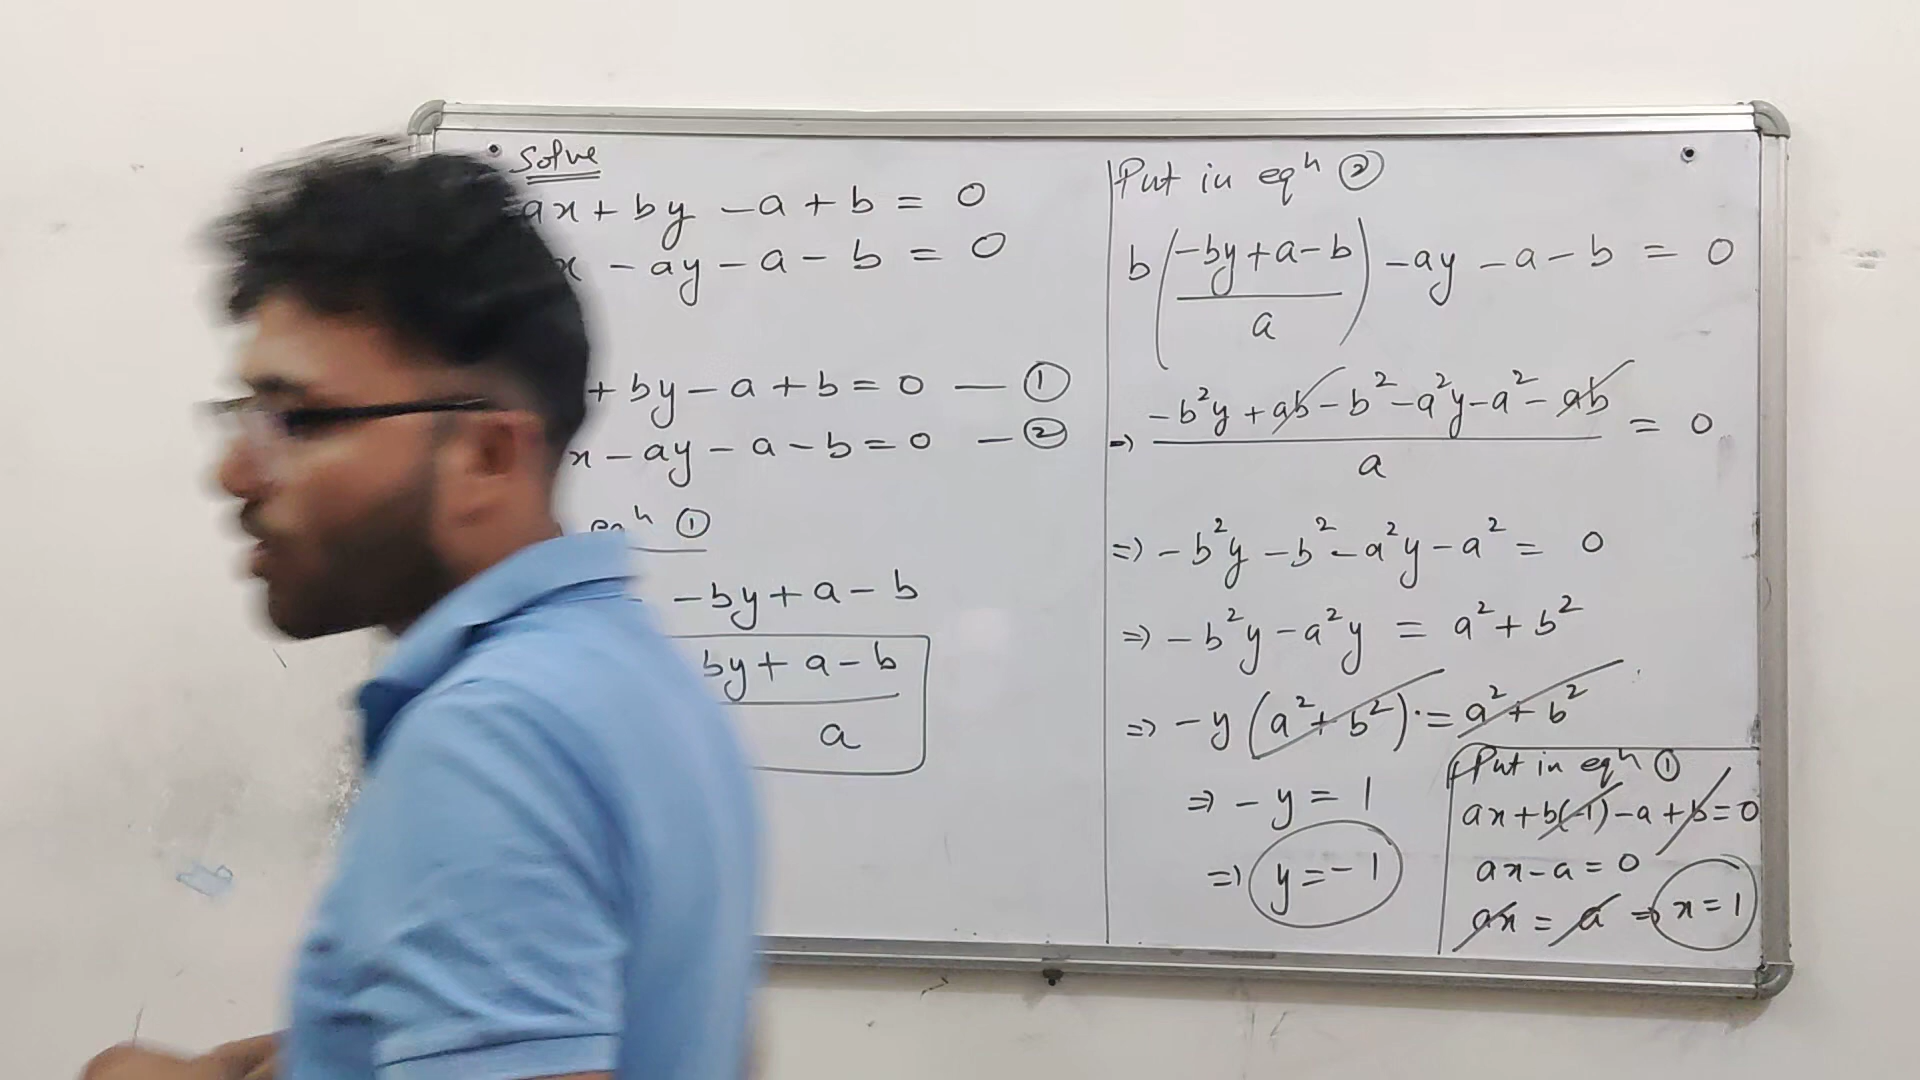 Solve
ax + by - a + b = 0
x - ay - a - b = 0
+ by - a + b = 0 — ①
x - ay - a - b = 0 — ②
eqⁿ ①
- by + a - b
by + a - b
a
Put in eqⁿ ②
b(-by + a - b / a) - ay - a - b = 0
⇒ -b²y + ab - b² - a²y - a² - ab / a = 0
⇒ -b²y - b² - a²y - a² = 0
⇒ -b²y - a²y = a² + b²
⇒ -y (a² + b²) = a² + b²
⇒ -y = 1
⇒ y = -1
Put in eqⁿ ①
ax + b(-1) - a + b = 0
ax - a = 0
ax = a ⇒ x = 1